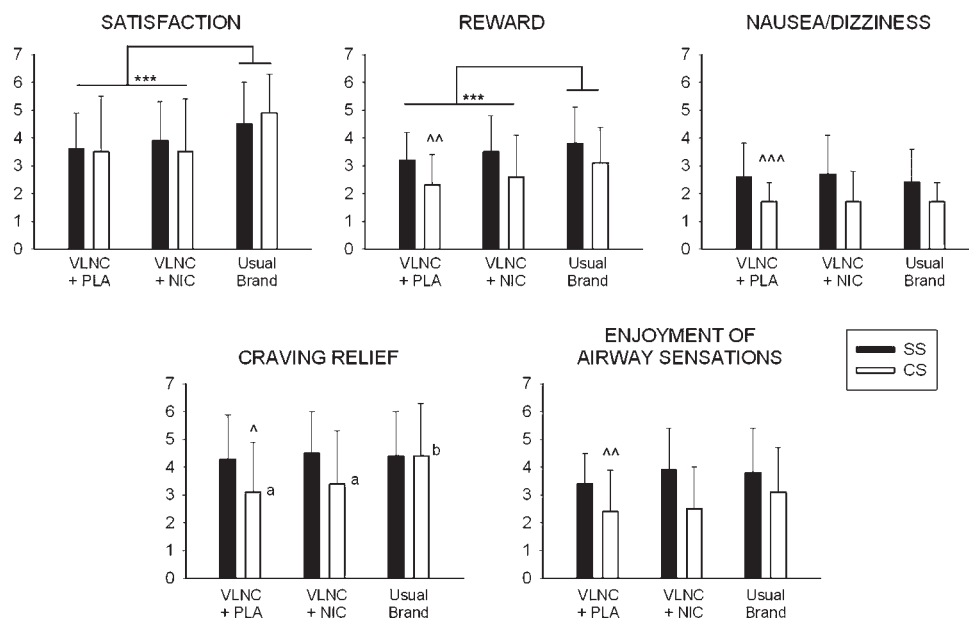 SATISFACTION
7
6
5
4
3
2
1
0
***
VLNC
+ PLA
VLNC
+ NIC
Usual
Brand
REWARD
7
6
5
4
3
2
1
0
***
^^
VLNC
+ PLA
VLNC
+ NIC
Usual
Brand
NAUSEA/DIZZINESS
7
6
5
4
3
2
1
0
^^^
VLNC
+ PLA
VLNC
+ NIC
Usual
Brand
CRAVING RELIEF
7
6
5
4
3
2
1
0
^
a
a
b
VLNC
+ PLA
VLNC
+ NIC
Usual
Brand
ENJOYMENT OF
AIRWAY SENSATIONS
7
6
5
4
3
2
1
0
^^
VLNC
+ PLA
VLNC
+ NIC
Usual
Brand
SS
CS